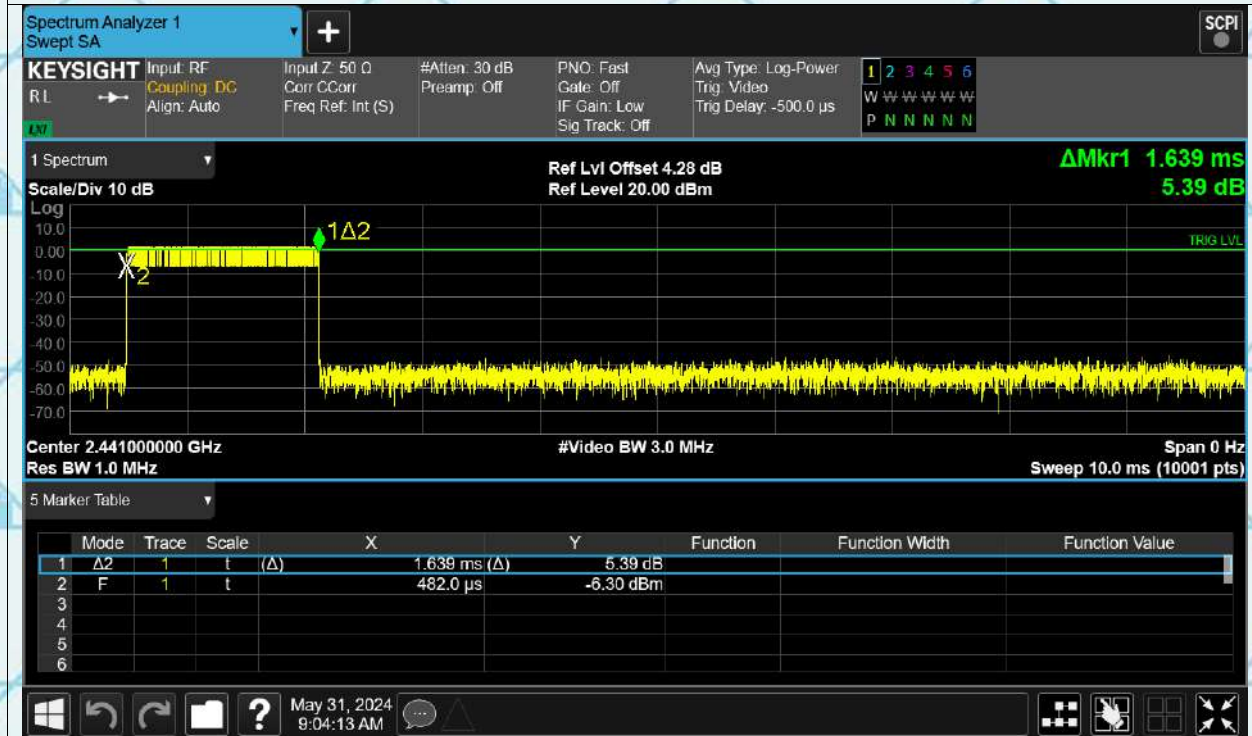 Spectrum Analyzer 1
Swept SA
+
SCPI
KEYSIGHT
RL
LXI
Input: RF
Coupling: DC
Align: Auto
Input Z: 50 Ω
Corr CCorr
Freq Ref: Int (S)
#Atten: 30 dB
Preamp: Off
PNO: Fast
Gate: Off
IF Gain: Low
Sig Track: Off
Avg Type: Log-Power
Trig: Video
Trig Delay: -500.0 µs
1 2 3 4 5 6
W W W W W W
P N N N N N
1 Spectrum
Scale/Div 10 dB
Ref Lvl Offset 4.28 dB
Ref Level 20.00 dBm
ΔMkr1 1.639 ms
5.39 dB
Log
10.0
0.00
-10.0
-20.0
-30.0
-40.0
-50.0
-60.0
-70.0
1Δ2
2
TRIG LVL
Center 2.441000000 GHz
#Video BW 3.0 MHz
Span 0 Hz
Res BW 1.0 MHz
Sweep 10.0 ms (10001 pts)
5 Marker Table
Mode Trace Scale X Y Function Function Width Function Value
1 Δ2 1 t (Δ) 1.639 ms (Δ) 5.39 dB
2 F 1 t 482.0 µs -6.30 dBm
3
4
5
6
?
May 31, 2024
9:04:13 AM